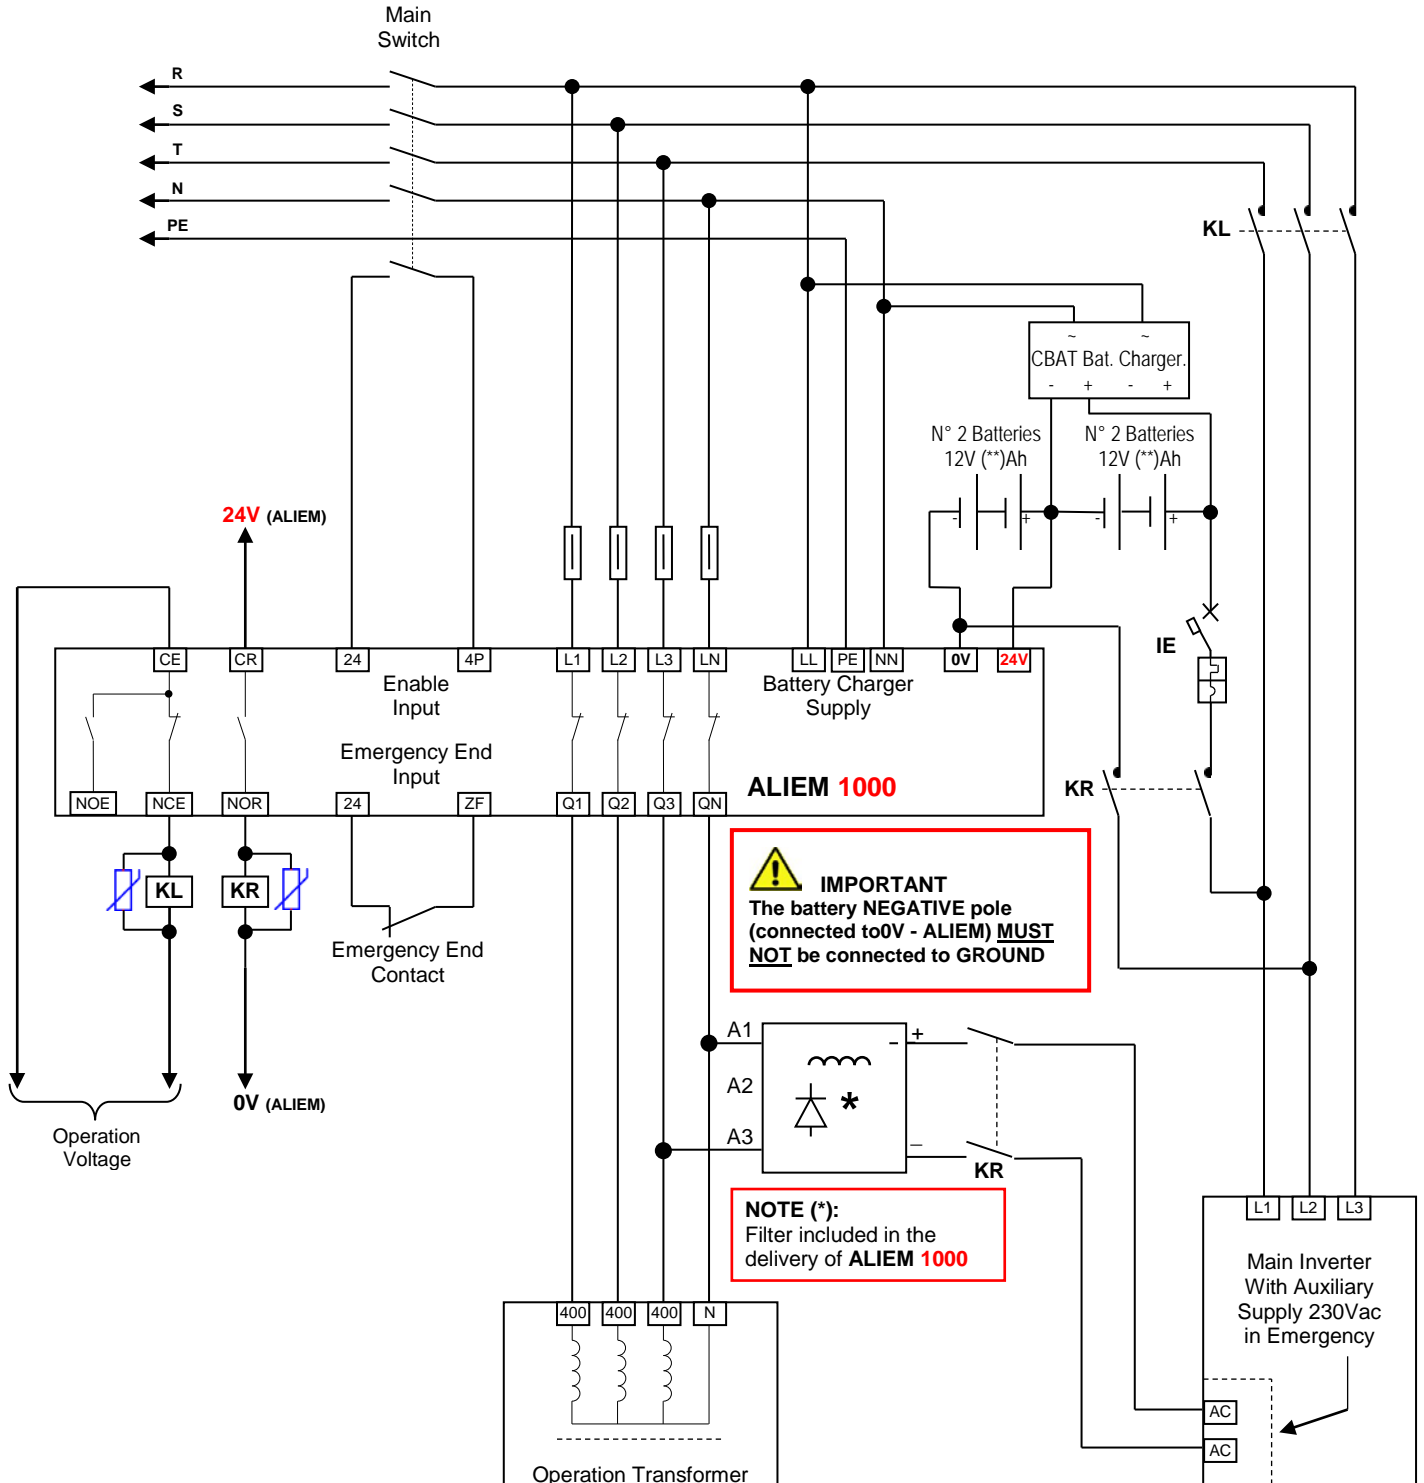 Main
Switch
R
S
T
N
PE
KL
~ ~
CBAT Bat. Charger.
- + - +
N° 2 Batteries
12V (**)Ah
N° 2 Batteries
12V (**)Ah
- +
- +
24V (ALIEM)
IE
CE CR 24 4P L1 L2 L3 LN LL PE NN 0V 24V
Enable
Input
Battery Charger
Supply
Emergency End
Input
ALIEM 1000
KR
NOE NCE NOR 24 ZF Q1 Q2 Q3 QN
KL KR
Emergency End
Contact
IMPORTANT
The battery NEGATIVE pole
(connected to0V - ALIEM) MUST
NOT be connected to GROUND
A1
A2
A3
*
- +
–
KR
0V (ALIEM)
Operation
Voltage
NOTE (*):
Filter included in the
delivery of ALIEM 1000
L1 L2 L3
Main Inverter
With Auxiliary
Supply 230Vac
in Emergency
400 400 400 N
AC
AC
Operation Transformer